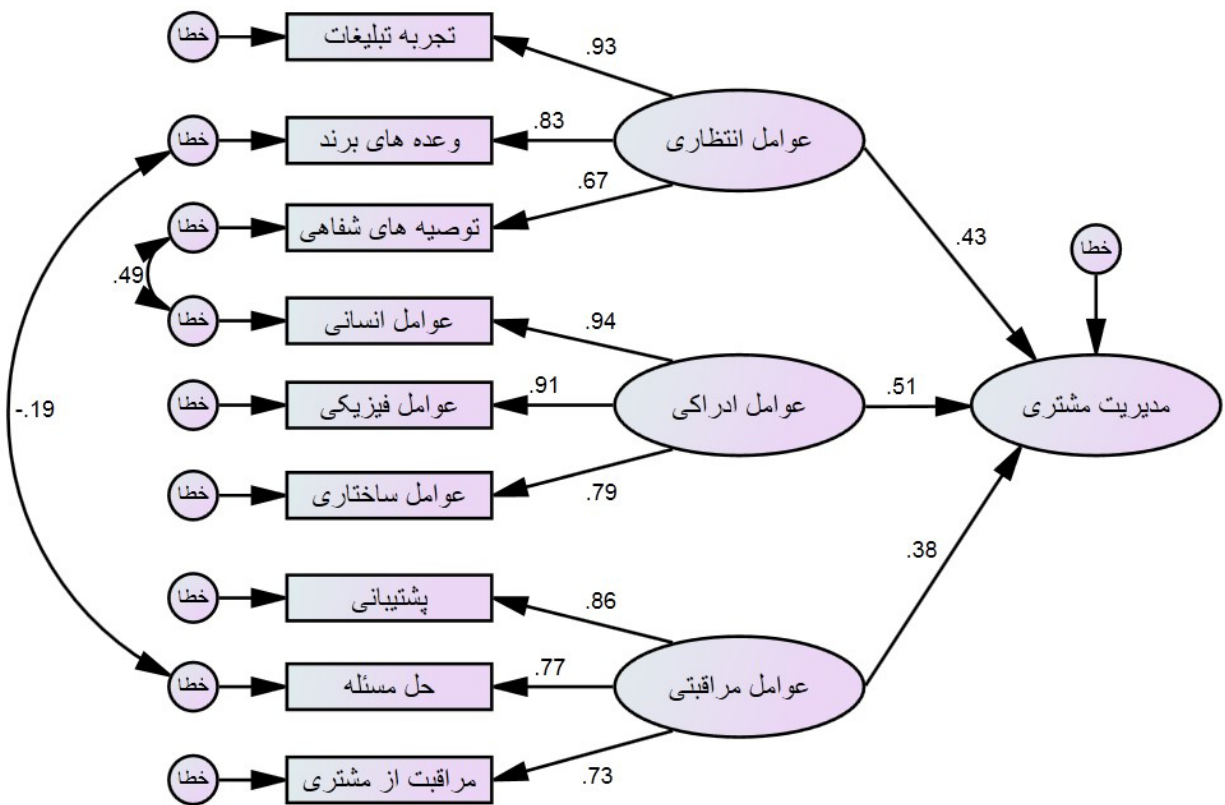 خطا
تجربه تبلیغات
.93
خطا
وعده های برند
.83
عوامل انتظاری
.67
خطا
توصیه های شفاهی
.43
خطا
.49
خطا
عوامل انسانی
.94
خطا
عوامل فیزیکی
.91
عوامل ادراکی
.51
مدیریت مشتری
-.19
خطا
عوامل ساختاری
.79
.38
خطا
پشتیبانی
.86
خطا
حل مسئله
.77
عوامل مراقبتی
خطا
مراقبت از مشتری
.73